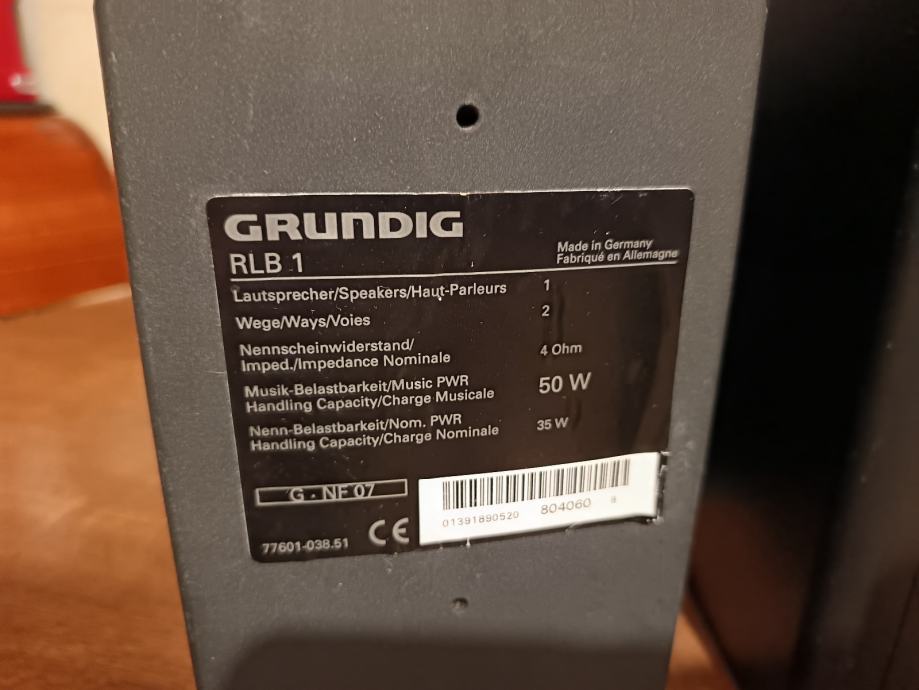 GRUNDIG
RLB 1
Made in Germany
Fabriqué en Allemagne
Lautsprecher/Speakers/Haut-Parleurs 1
Wege/Ways/Voies 2
Nennscheinwiderstand/
Imped./Impedance Nominale 4 Ohm
Musik-Belastbarkeit/Music PWR
Handling Capacity/Charge Musicale 50 W
Nenn-Belastbarkeit/Nom. PWR
Handling Capacity/Charge Nominale 35 W
G - NF 07
77601-038.51 CE
01391890520 804060